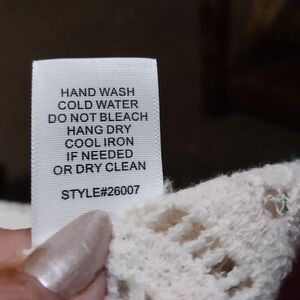 HAND WASH
COLD WATER
DO NOT BLEACH
HANG DRY
COOL IRON
IF NEEDED
OR DRY CLEAN
STYLE#26007